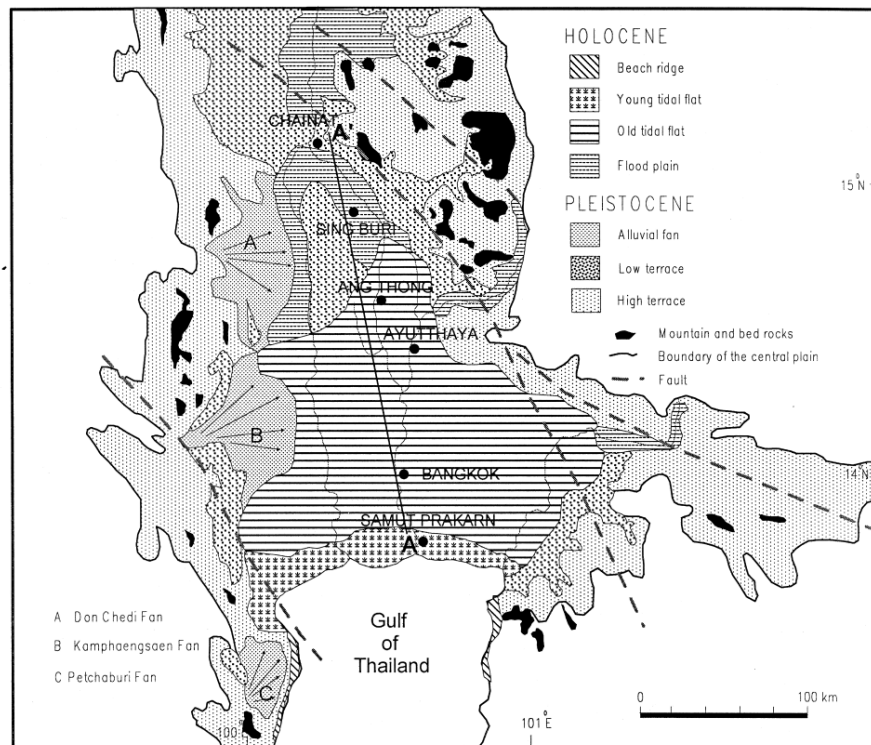 HOLOCENE
Beach ridge
Young tidal flat
Old tidal flat
Flood plain
15°N
PLEISTOCENE
Alluvial fan
Low terrace
High terrace
Mountain and bed rocks
Boundary of the central plain
Fault
CHAINAT
A'
SING BURI
A
ANG THONG
AYUTTHAYA
B
BANGKOK
14°N
SAMUT PRAKARN
A
Gulf
of
Thailand
A Don Chedi Fan
B Kamphaengsaen Fan
C Petchaburi Fan
C
100°
101°E
0 100 km